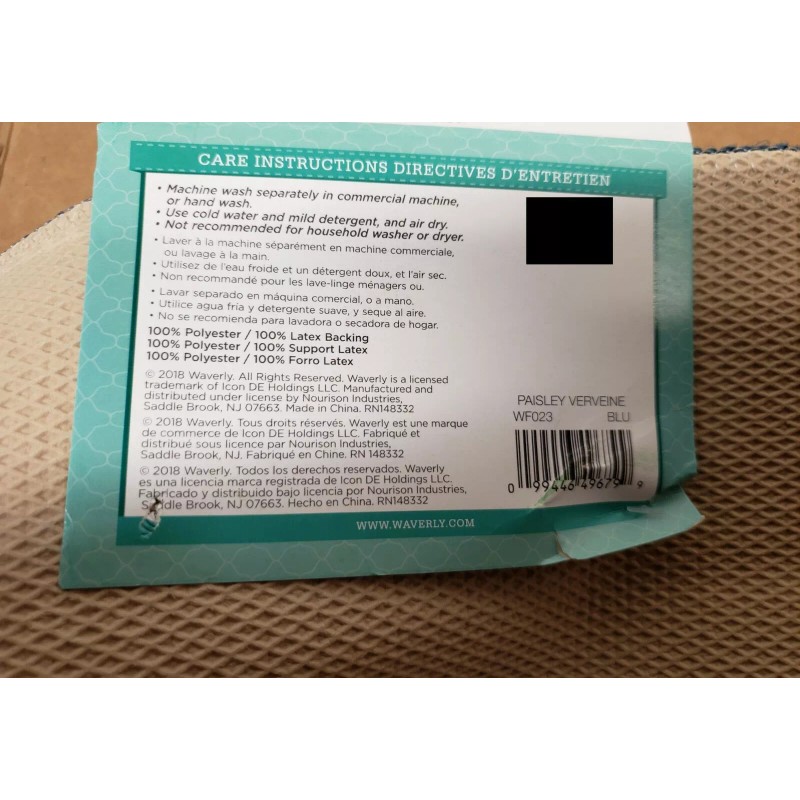 CARE INSTRUCTIONS DIRECTIVES D'ENTRETIEN
• Machine wash separately in commercial machine,
or hand wash.
• Use cold water and mild detergent, and air dry.
• Not recommended for household washer or dryer.
• Laver à la machine séparément en machine commerciale,
ou lavage à la main.
• Utilisez de l'eau froide et un détergent doux, et l'air sec.
• Non recommandé pour les lave-linge ménagers ou.
• Lavar separado en máquina comercial, o a mano.
• Utilice agua fria y detergente suave, y seque al aire.
• No se recomienda para lavadora o secadora de hogar.
100% Polyester / 100% Latex Backing
100% Polyester / 100% Support Latex
100% Polyester / 100% Forro Latex
© 2018 Waverly. All Rights Reserved. Waverly is a licensed
trademark of Icon DE Holdings LLC. Manufactured and
distributed under license by Nourison Industries,
Saddle Brook, NJ 07663. Made in China. RN148332
© 2018 Waverly. Tous droits réservés. Waverly est une marque
de commerce de Icon DE Holdings LLC. Fabriqué et
distribué sous licence par Nourison Industries,
Saddle Brook, NJ. Fabriqué en Chine. RN 148332
© 2018 Waverly. Todos los derechos reservados. Waverly
es una licencia marca registrada de Icon DE Holdings LLC.
Fabricado y distribuido bajo licencia por Nourison Industries,
Saddle Brook, NJ 07663. Hecho en China. RN148332
PAISLEY VERVEINE
WF023 BLU
0 99446 49679 9
WWW.WAVERLY.COM